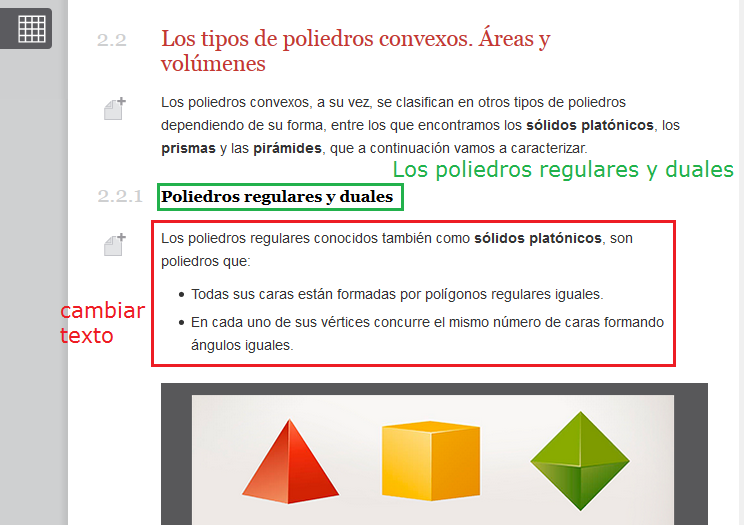 2.2 Los tipos de poliedros convexos. Áreas y
volúmenes
Los poliedros convexos, a su vez, se clasifican en otros tipos de poliedros
dependiendo de su forma, entre los que encontramos los sólidos platónicos, los
prismas y las pirámides, que a continuación vamos a caracterizar.
Los poliedros regulares y duales
2.2.1 Poliedros regulares y duales
Los poliedros regulares conocidos también como sólidos platónicos, son
poliedros que:
• Todas sus caras están formadas por polígonos regulares iguales.
cambiar
texto
• En cada uno de sus vértices concurre el mismo número de caras formando
ángulos iguales.